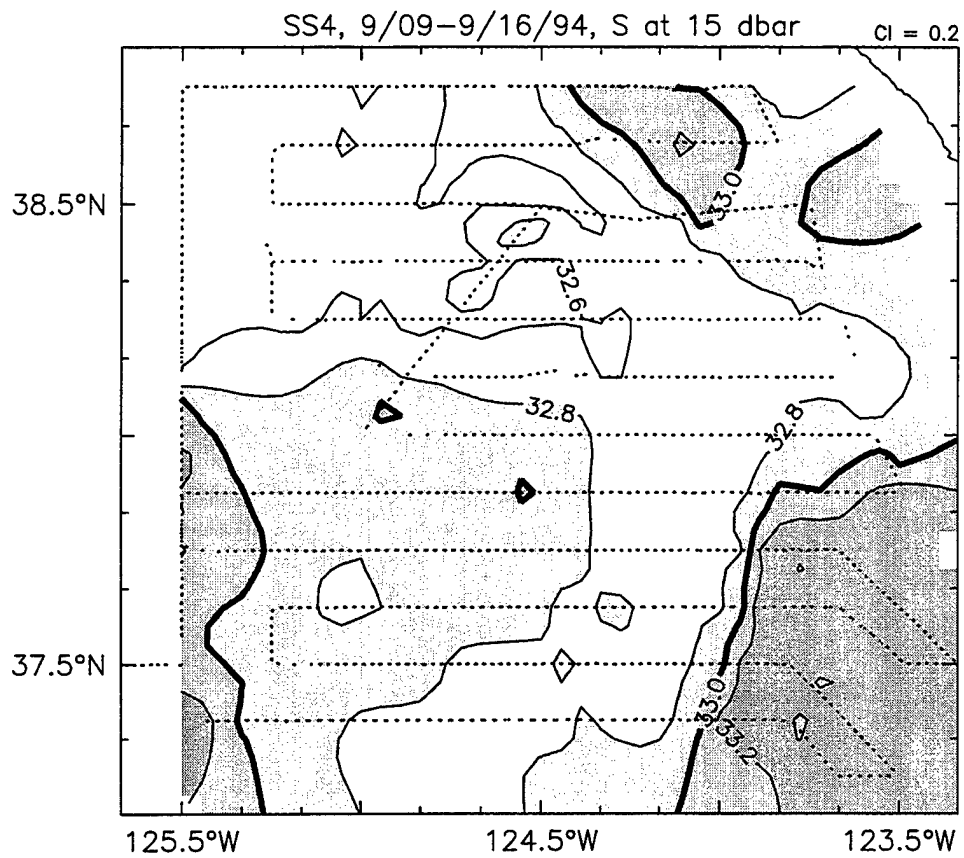 SS4, 9/09−9/16/94, S at 15 dbar
CI = 0.2
38.5°N
33.0
32.6
32.8
32.8
37.5°N
33.0
33.2
125.5°W
124.5°W
123.5°W